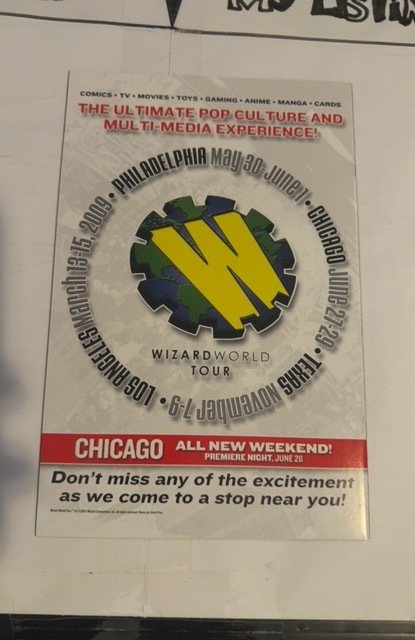 COMICS • TV • MOVIES • TOYS • GAMING • ANIME • MANGA • CARDS
THE ULTIMATE POP CULTURE AND
MULTI-MEDIA EXPERIENCE!
• PHILADELPHIA May 30-June 1
• CHICAGO June 27-29
• TEXAS November 7-9
• LOS ANGELES March 13-15, 2009
W
WIZARDWORLD
TOUR
CHICAGO ALL NEW WEEKEND!
PREMIERE NIGHT, JUNE 26
Don't miss any of the excitement
as we come to a stop near you!